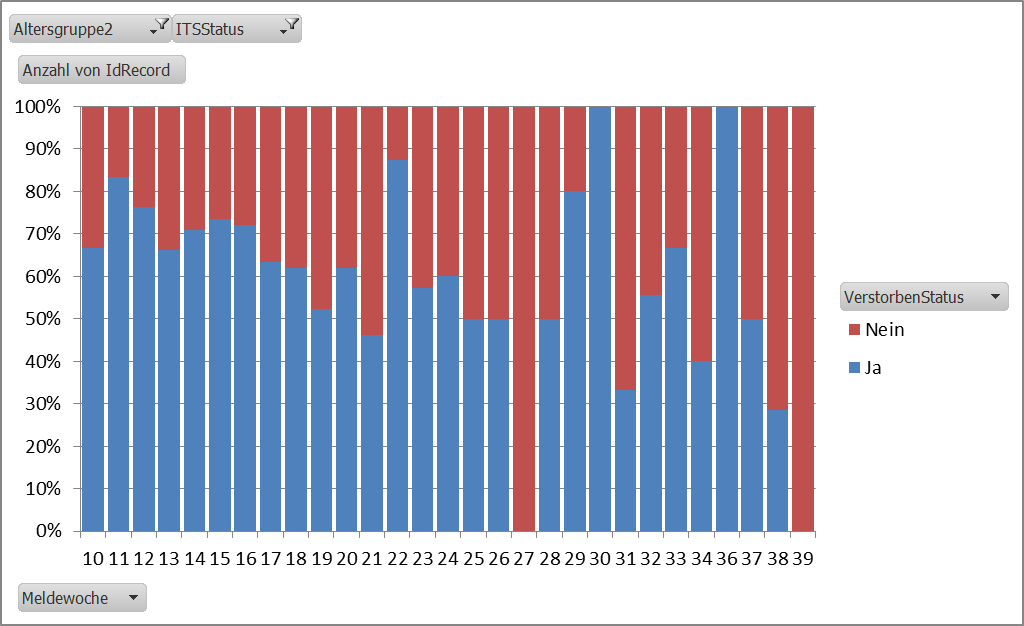 Altersgruppe2 ITSStatus
Anzahl von IdRecord
100%
90%
80%
70%
60%
50%
40%
30%
20%
10%
0%
10 11 12 13 14 15 16 17 18 19 20 21 22 23 24 25 26 27 28 29 30 31 32 33 34 36 37 38 39
VerstorbenStatus
Nein
Ja
Meldewoche